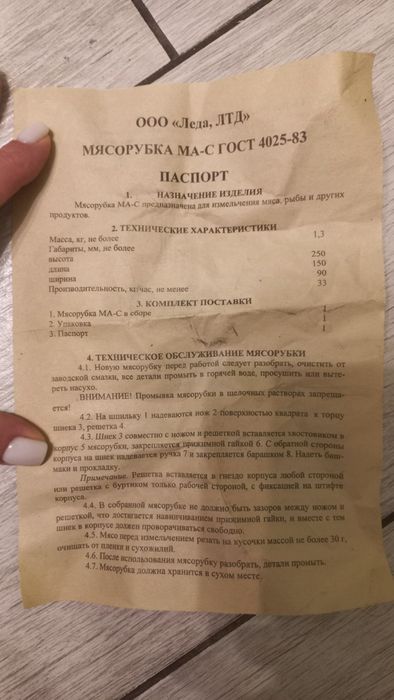 ООО «Леда, ЛТД»
МЯСОРУБКА МА-С ГОСТ 4025-83
ПАСПОРТ
1. НАЗНАЧЕНИЕ ИЗДЕЛИЯ
Мясорубка МА-С предназначена для измельчения мяса, рыбы и других
продуктов.
2. ТЕХНИЧЕСКИЕ ХАРАКТЕРИСТИКИ
Масса, кг, не более 1,3
Габариты, мм, не более
высота 250
длина 150
ширина 90
Производительность, кг/час, не менее 33
3. КОМПЛЕКТ ПОСТАВКИ
1. Мясорубка МА-С в сборе 1
2. Упаковка 1
3. Паспорт 1
4. ТЕХНИЧЕСКОЕ ОБСЛУЖИВАНИЕ МЯСОРУБКИ
4.1. Новую мясорубку перед работой следует разобрать, очистить от
заводской смазки, все детали промыть в горячей воде, просушить или выте-
реть насухо.
ВНИМАНИЕ! Промывка мясорубки в щелочных растворах запреща-
ется!
4.2. На шпильку 1 надеваются нож 2 поверхностью квадрата к торцу
шнека 3, решетка 4.
4.3. Шнек 3 совместно с ножом и решеткой вставляется хвостовиком в
корпус 5 мясорубки, закрепляется прижимной гайкой 6. С обратной стороны
корпуса на шнек надевается ручка 7 и закрепляется барашком 8. Надеть баш-
маки и прокладку.
Примечание. Решетка вставляется в гнездо корпуса любой стороной
или решетка с буртиком только рабочей стороной, с фиксацией на штифте
корпуса.
4.4. В собранной мясорубке не должно быть зазоров между ножом и
решеткой, что достигается навинчиванием прижимной гайки, и вместе с тем
шнек в корпусе должен проворачиваться свободно.
4.5. Мясо перед измельчением резать на кусочки массой не более 30 г,
очищать от пленки и сухожилий.
4.6. После использования мясорубку разобрать, детали промыть.
4.7. Мясорубка должна хранится в сухом месте.